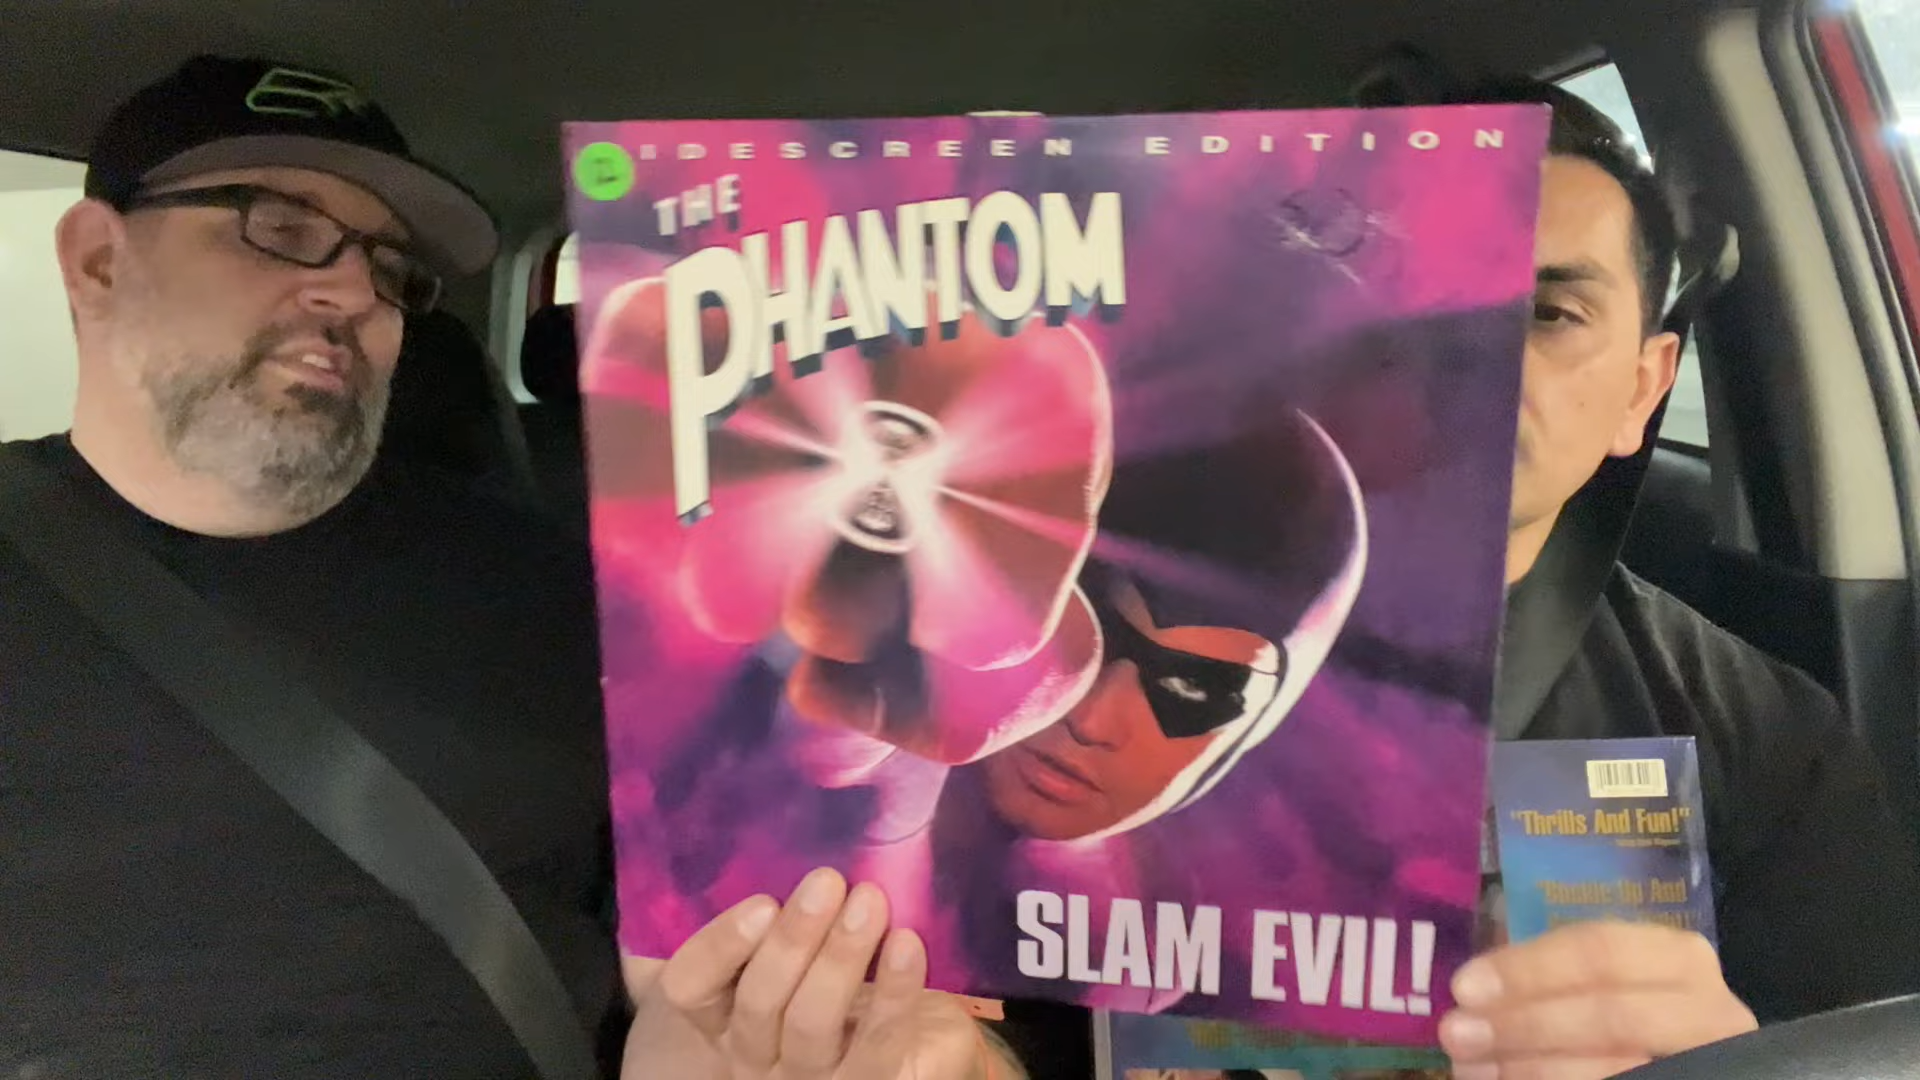 IDESCREEN EDITION
THE
PHANTOM
SLAM EVIL!
"Thrills And Fun!"